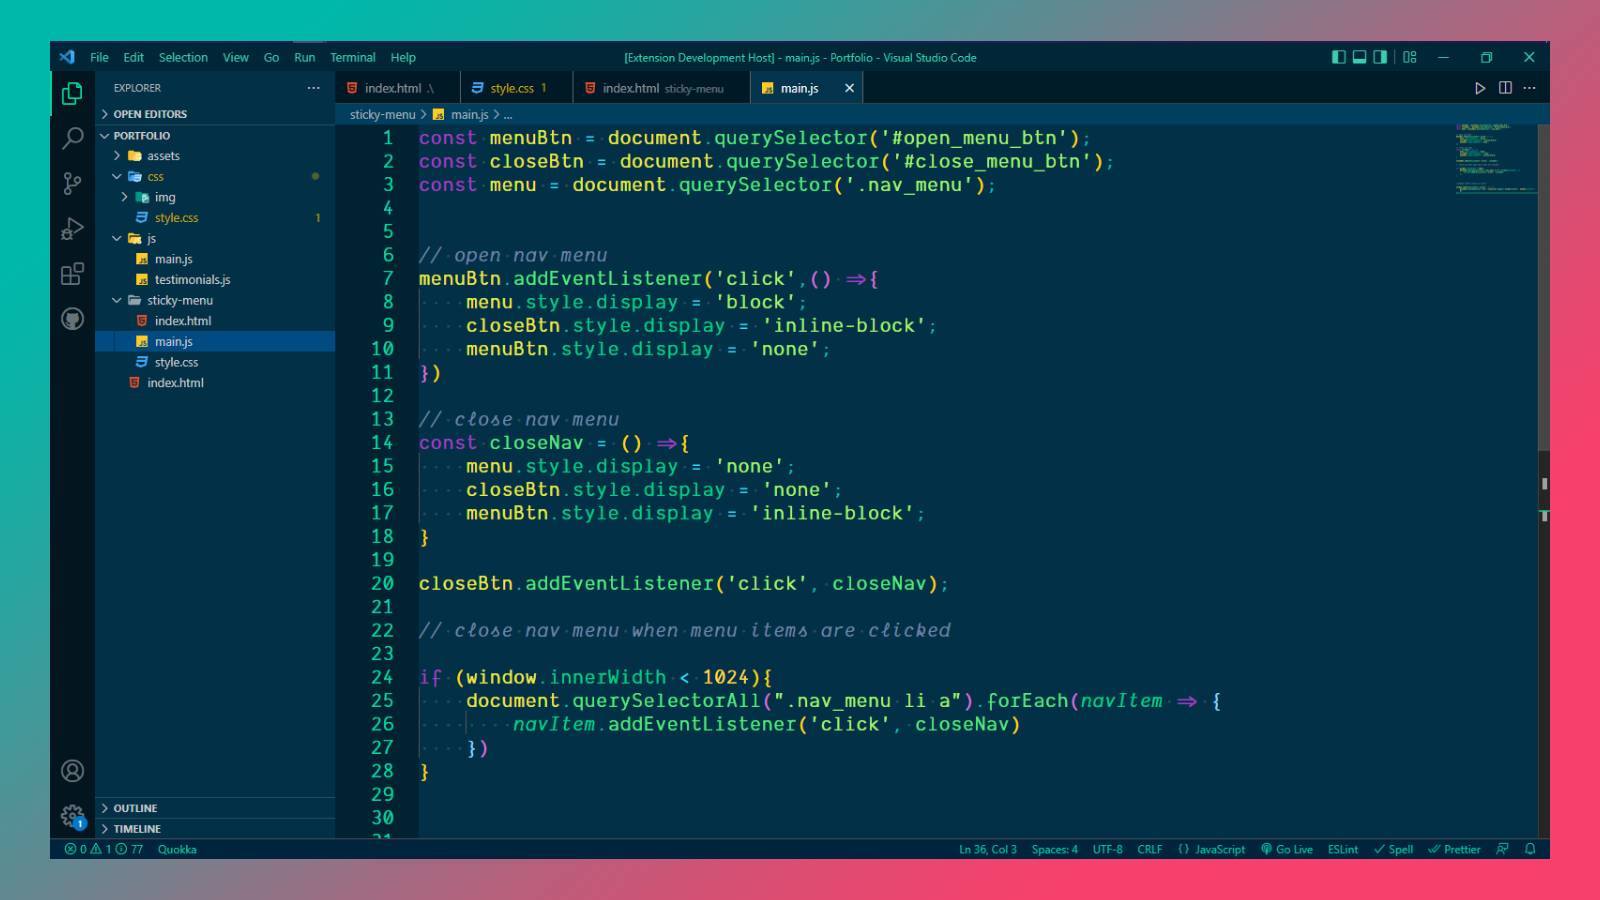 File Edit Selection View Go Run Terminal Help
[Extension Development Host] - main.js - Portfolio - Visual Studio Code
EXPLORER
OPEN EDITORS
PORTFOLIO
assets
css
img
style.css 1
js
main.js
testimonials.js
sticky-menu
index.html
main.js
style.css
index.html
OUTLINE
TIMELINE
index.html .\ style.css 1 index.html sticky-menu main.js
sticky-menu > main.js > ...
1 const menuBtn = document.querySelector('#open_menu_btn');
2 const closeBtn = document.querySelector('#close_menu_btn');
3 const menu = document.querySelector('.nav_menu');
4
5
6 // open nav menu
7 menuBtn.addEventListener('click',() =>{
8     menu.style.display = 'block';
9     closeBtn.style.display = 'inline-block';
10     menuBtn.style.display = 'none';
11 })
12
13 // close nav menu
14 const closeNav = () =>{
15     menu.style.display = 'none';
16     closeBtn.style.display = 'none';
17     menuBtn.style.display = 'inline-block';
18 }
19
20 closeBtn.addEventListener('click', closeNav);
21
22 // close nav menu when menu items are clicked
23
24 if (window.innerWidth < 1024){
25     document.querySelectorAll(".nav_menu li a").forEach(navItem => {
26         navItem.addEventListener('click', closeNav)
27     })
28 }
29
30
1
0 1 77 Quokka
Ln 36, Col 3 Spaces: 4 UTF-8 CRLF {} JavaScript Go Live ESLint Spell Prettier